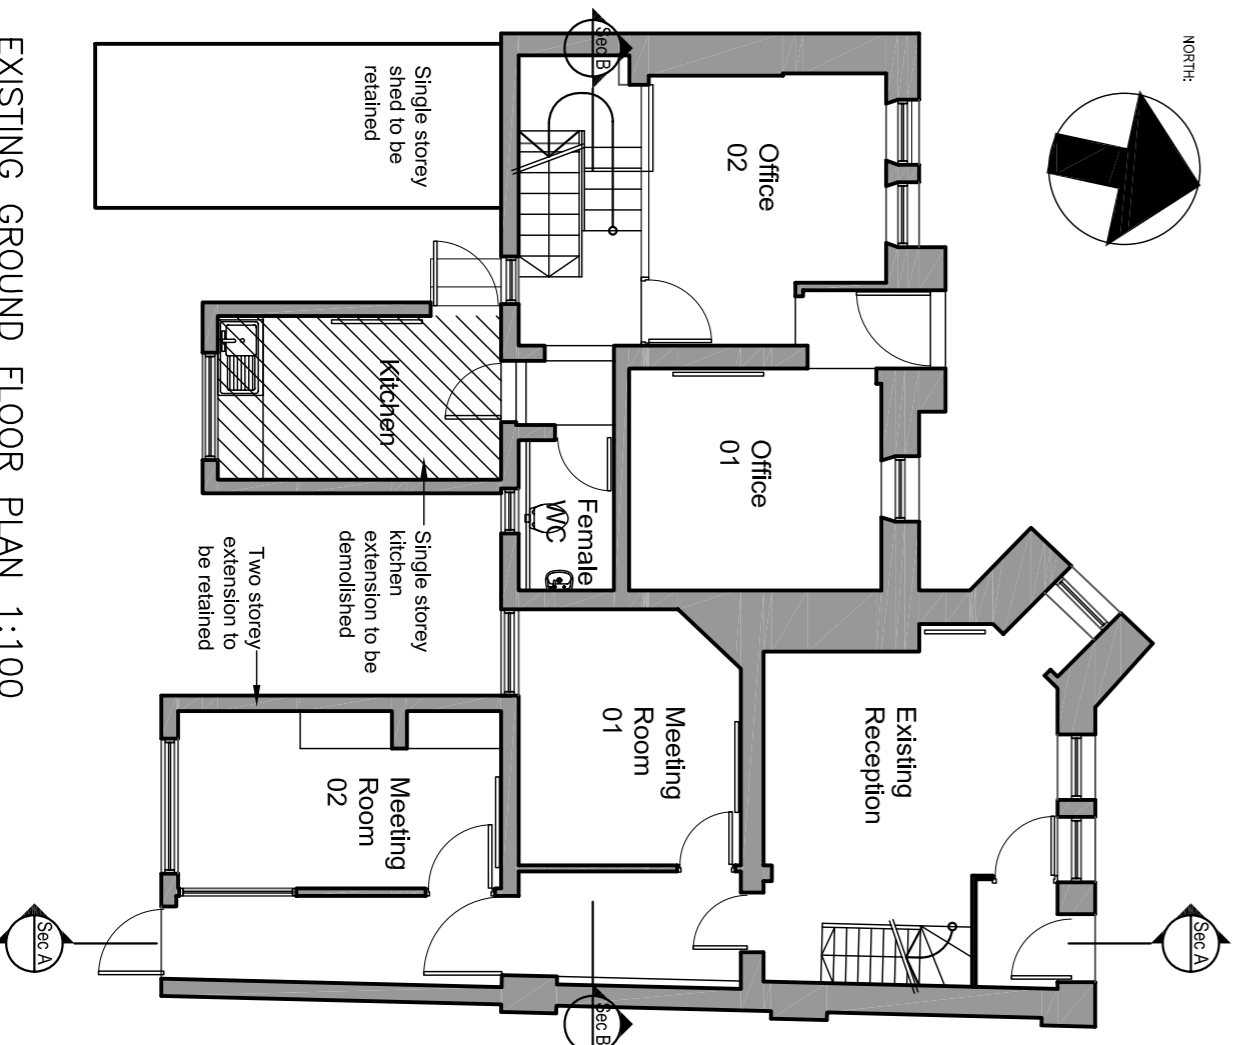 NORTH:
Sec B
Single storey
shed to be
retained
Office
02
Kitchen
Office
01
Female
WC
Single storey
kitchen
extension to be
demolished
Two storey
extension to
be retained
Existing
Reception
Meeting
Room
01
Meeting
Room
02
Sec A
Sec A
Sec B
EXISTING GROUND FLOOR PLAN 1:100